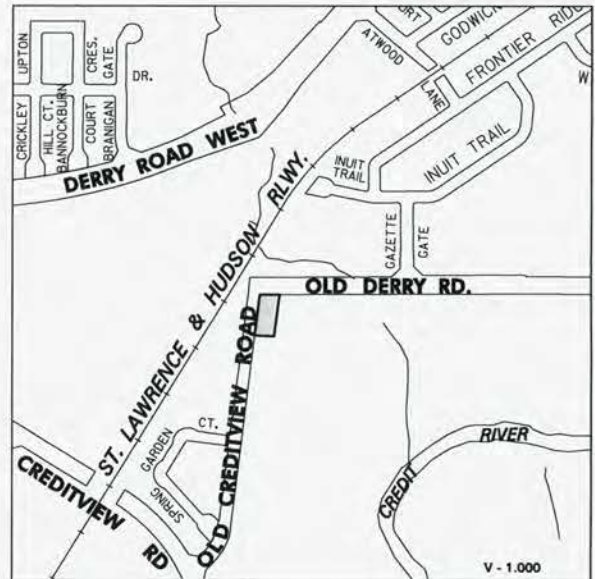 UPTON
CRES.
GATE
DR.
CRICKLEY
HILL CT.
BANNOCKBURN
COURT
BRANIGAN
ATWOOD
GODWICK
FRONTIER
LANE
W
DERRY ROAD WEST
INUIT
TRAIL
INUIT TRAIL
GAZETTE
GATE
ST. LAWRENCE & HUDSON RLWY.
OLD DERRY RD.
OLD CREDITVIEW ROAD
SPRING GARDEN CT.
CREDITVIEW RD
CREDIT RIVER
V - 1.000